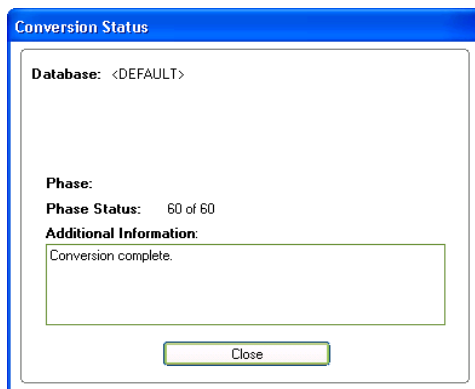 Conversion Status
Database: <DEFAULT>
Phase:
Phase Status: 60 of 60
Additional Information:
Conversion complete.
Close